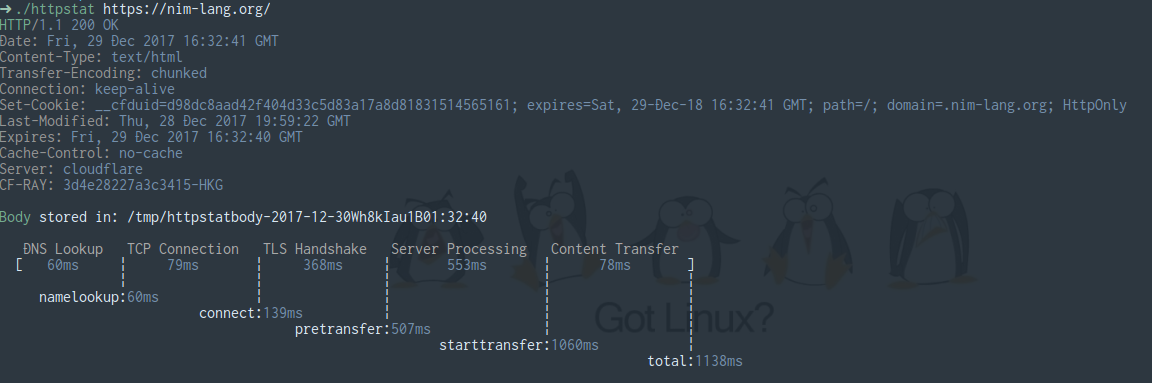 ➜ ./httpstat https://nim-lang.org/
HTTP/1.1 200 OK
Date: Fri, 29 Dec 2017 16:32:41 GMT
Content-Type: text/html
Transfer-Encoding: chunked
Connection: keep-alive
Set-Cookie: __cfduid=d98dc8aad42f404d33c5d83a17a8d81831514565161; expires=Sat, 29-Dec-18 16:32:41 GMT; path=/; domain=.nim-lang.org; HttpOnly
Last-Modified: Thu, 28 Dec 2017 19:59:22 GMT
Expires: Fri, 29 Dec 2017 16:32:40 GMT
Cache-Control: no-cache
Server: cloudflare
CF-RAY: 3d4e28227a3c3415-HKG
Body stored in: /tmp/httpstatbody-2017-12-30Wh8kIau1B01:32:40
DNS Lookup TCP Connection TLS Handshake Server Processing Content Transfer
[ 60ms ¦ 79ms ¦ 368ms ¦ 553ms ¦ 78ms ]
namelookup:60ms
connect:139ms
pretransfer:507ms
starttransfer:1060ms
total:1138ms
Got Linux?